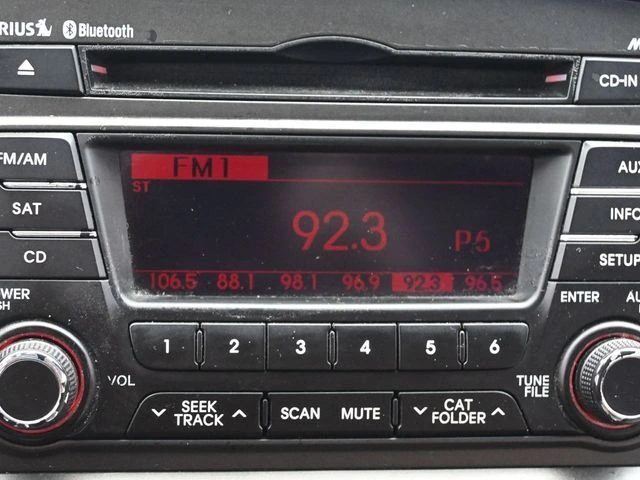 RIUS Bluetooth M
CD-IN
FM/AM FM1 AUX
ST
SAT 92.3 P5 INFO
CD SETUP
106.5 88.1 98.1 96.9 92.3 96.5
WER ENTER AU
SH
1 2 3 4 5 6
VOL TUNE
FILE
SEEK
TRACK SCAN MUTE CAT
FOLDER